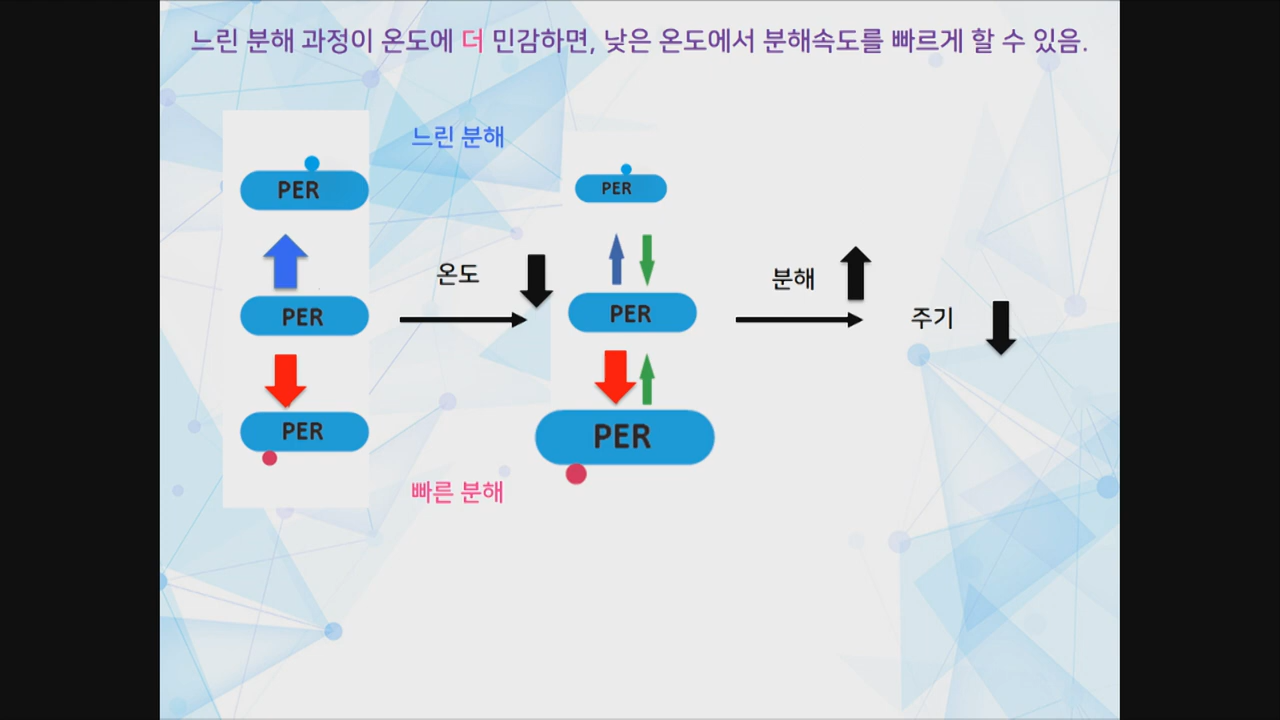 느린 분해 과정이 온도에 더 민감하면, 낮은 온도에서 분해속도를 빠르게 할 수 있음.
느린 분해
PER
PER
온도
분해
PER
PER
주기
PER
PER
빠른 분해